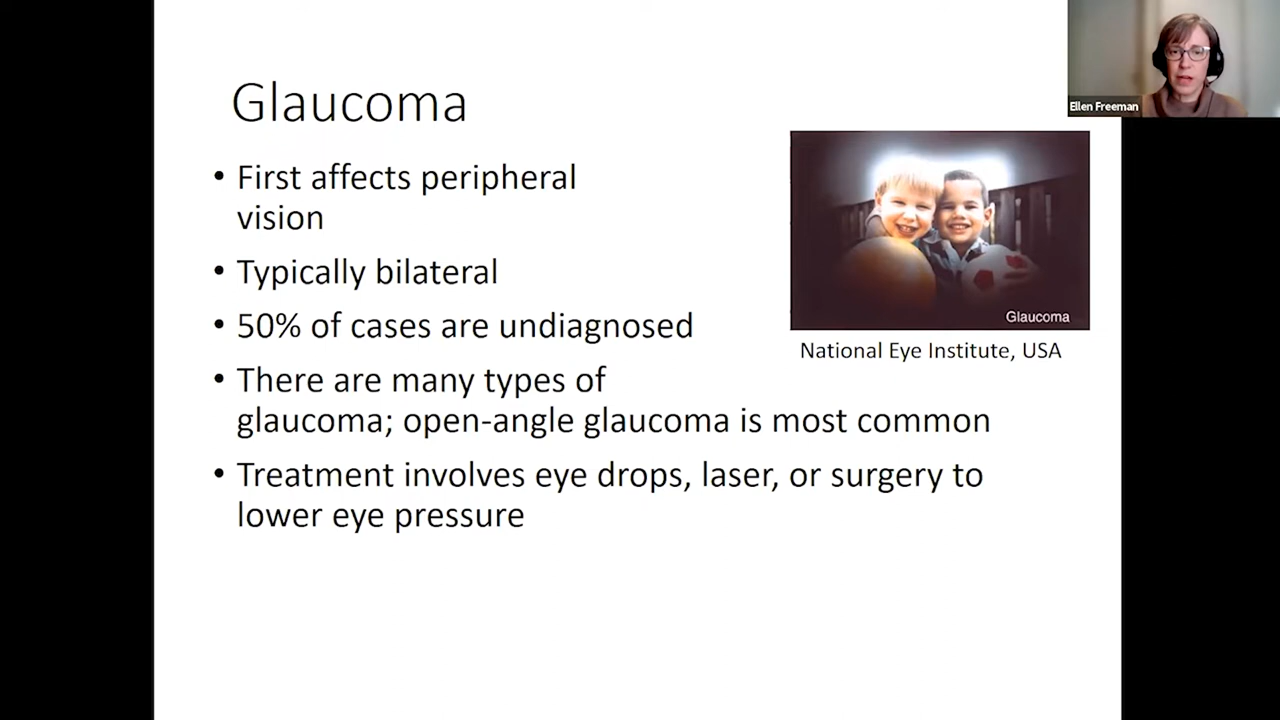 Glaucoma
• First affects peripheral
vision
• Typically bilateral
• 50% of cases are undiagnosed
• There are many types of
glaucoma; open-angle glaucoma is most common
• Treatment involves eye drops, laser, or surgery to
lower eye pressure
Glaucoma
National Eye Institute, USA
Ellen Freeman